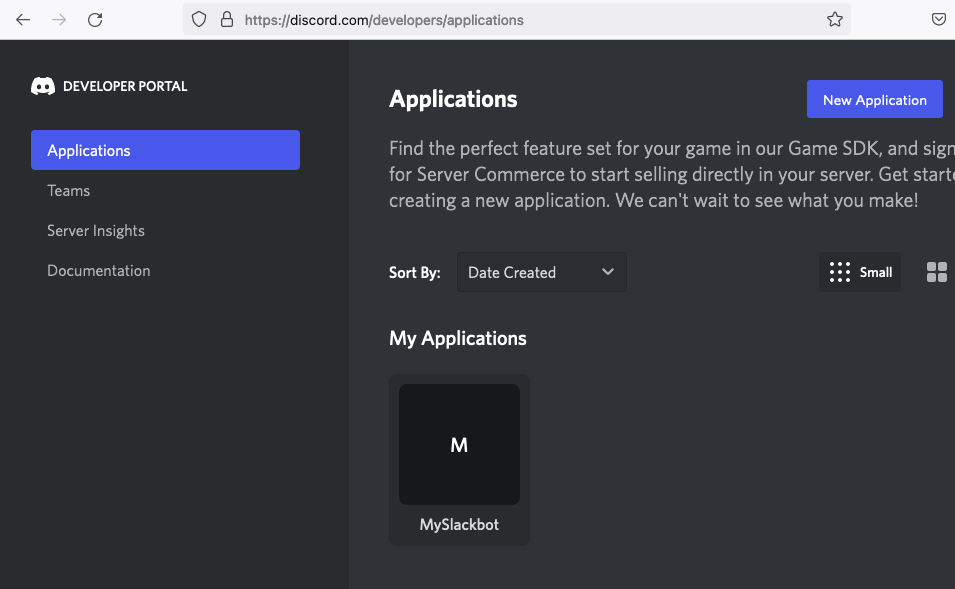 https://discord.com/developers/applications
DEVELOPER PORTAL
Applications
Teams
Server Insights
Documentation
Applications
New Application
Find the perfect feature set for your game in our Game SDK, and sign
for Server Commerce to start selling directly in your server. Get
creating a new application. We can't wait to see what you make!
Sort By:
Date Created
Small
My Applications
M
MySlackbot